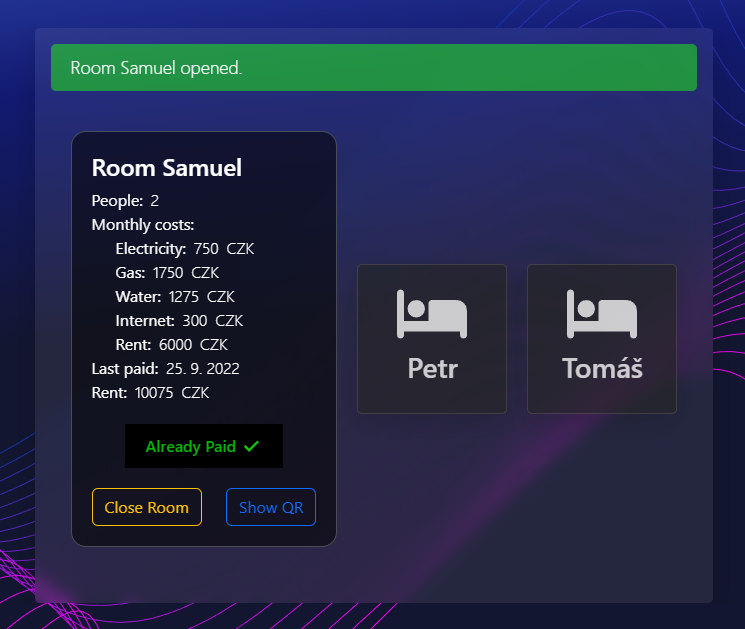 Room Samuel opened.
Room Samuel
People: 2
Monthly costs:
Electricity: 750 CZK
Gas: 1750 CZK
Water: 1275 CZK
Internet: 300 CZK
Rent: 6000 CZK
Last paid: 25. 9. 2022
Rent: 10075 CZK
Already Paid ✓
Close Room
Show QR
Petr
Tomáš